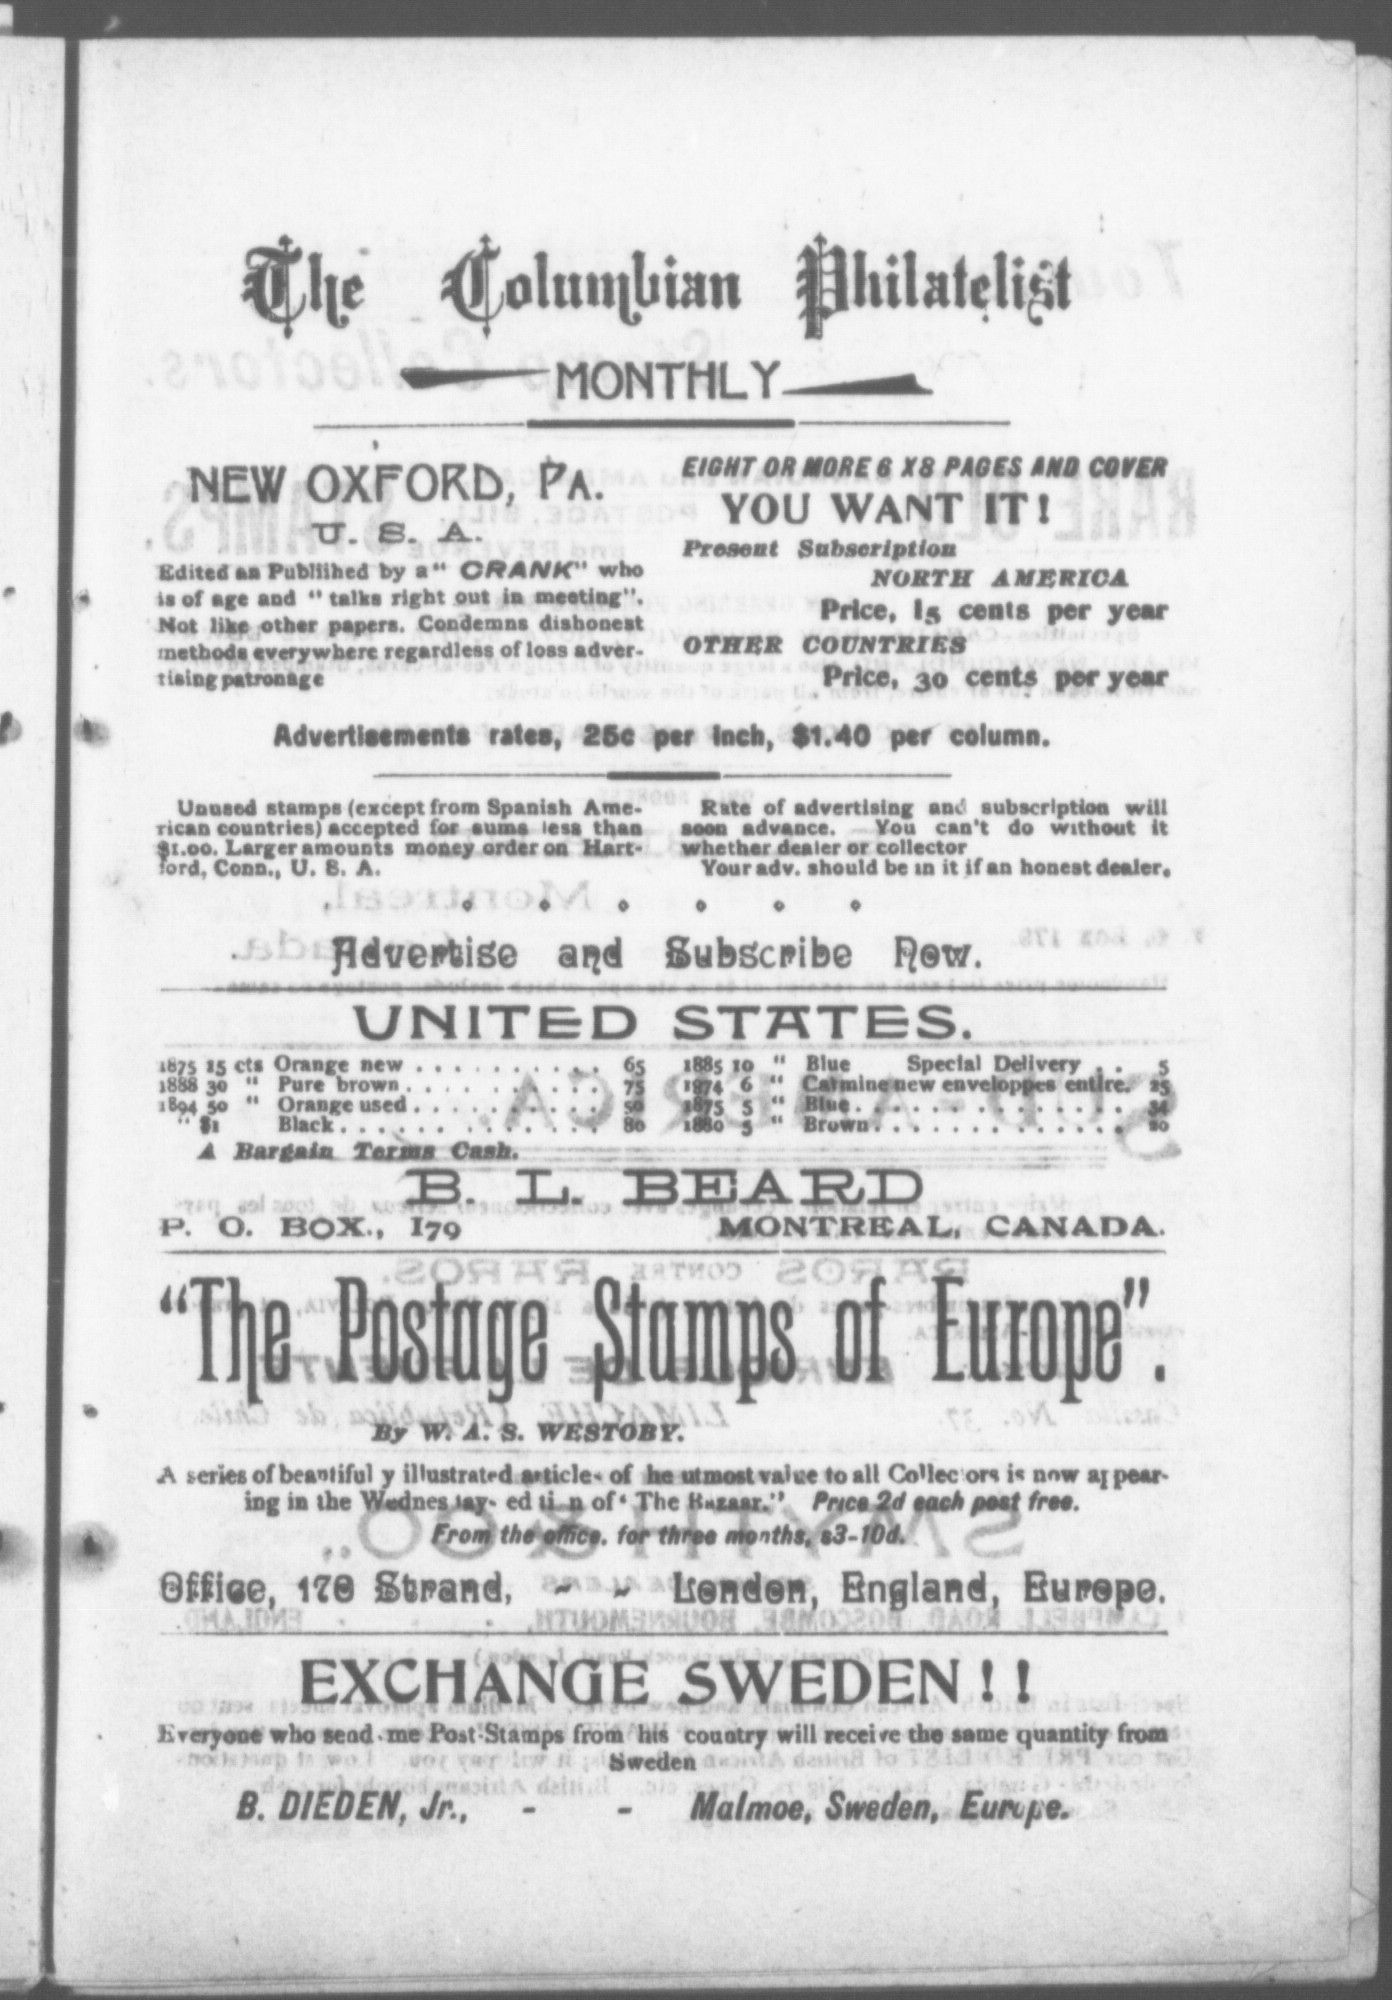 The Columbian Philatelist
MONTHLY
NEW OXFORD, PA.
U. S. A.
Edited an Publiihed by a " CRANK" who
is of age and " talks right out in meeting".
Not like other papers. Condemns dishonest
methods everywhere regardless of loss adver-
tising patronage
EIGHT OR MORE 6 X8 PAGES AND COVER
YOU WANT IT!
Present Subscription
NORTH AMERICA
Price, 15 cents per year
OTHER COUNTRIES
Price, 30 cents per year
Advertisements rates, 25c per inch, $1.40 per column.
Unused stamps (except from Spanish Ame-
rican countries) accepted for sums less than
$1.00. Larger amounts money order on Hart-
ford, Conn., U. S. A.
Rate of advertising and subscription will
soon advance. You can't do without it
whether dealer or collector
Your adv. should be in it if an honest dealer.
Advertise and Subscribe Now.
UNITED STATES.
1875 15 cts Orange new . . . . . . . . . . 65
1888 30 " Pure brown . . . . . . . . . . 75
1894 50 " Orange used . . . . . . . . . . 50
" $1 Black . . . . . . . . . . . . . 80
1885 10 " Blue Special Delivery . . 5
1874 6 " Carmine new enveloppes entire. 25
1875 5 " Blue . . . . . . . . . . . . . . 34
1880 5 " Brown . . . . . . . . . . . . . 20
A Bargain Terms Cash.
B. L. BEARD
P. O. BOX., 179 MONTREAL, CANADA.
"The Postage Stamps of Europe".
By W. A. S. WESTOBY.
A series of beautiful y illustrated articles of he utmost value to all Collectors is now appear-
ing in the Wednesday- edition of " The Bazaar." Price 2d each post free.
From the office, for three months, s3-10d.
Office, 170 Strand, - - London, England, Europe.
EXCHANGE SWEDEN ! !
Everyone who send me Post-Stamps from his country will receive the same quantity from
Sweden
B. DIEDEN, Jr., - - Malmoe, Sweden, Europe.